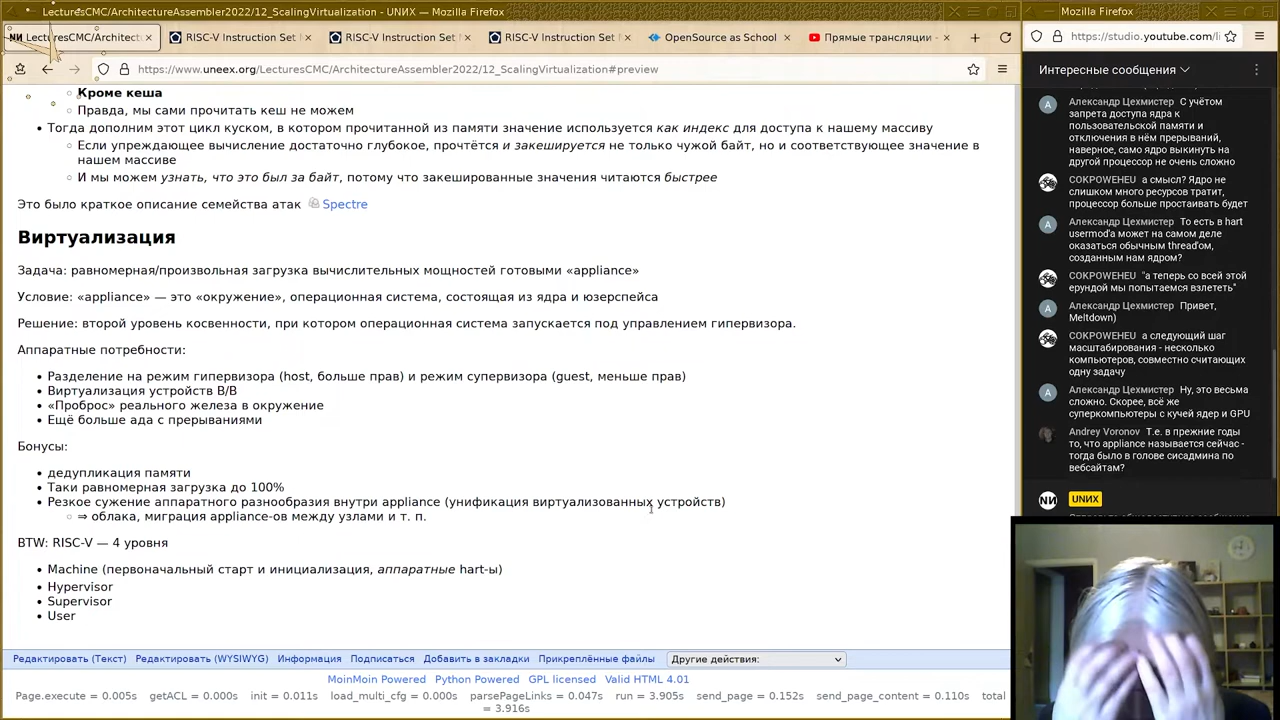 LecturesCMC/ArchitectureAssembler2022/12_ScalingVirtualization - UNИX — Mozilla Firefox
LecturesCMC/Architectu
RISC-V Instruction Set M
RISC-V Instruction Set M
RISC-V Instruction Set M
OpenSource as School
Прямые трансляции -
https://www.uneex.org/LecturesCMC/ArchitectureAssembler2022/12_ScalingVirtualization#preview
Кроме кеша
Правда, мы сами прочитать кеш не можем
Тогда дополним этот цикл куском, в котором прочитанной из памяти значение используется как индекс для доступа к нашему массиву
Если упреждающее вычисление достаточно глубокое, прочтётся и закешируется не только чужой байт, но и соответствующее значение в
нашем массиве
И мы можем узнать, что это был за байт, потому что закешированные значения читаются быстрее
Это было краткое описание семейства атак Spectre
Виртуализация
Задача: равномерная/произвольная загрузка вычислительных мощностей готовыми «appliance»
Условие: «appliance» — это «окружение», операционная система, состоящая из ядра и юзерспейса
Решение: второй уровень косвенности, при котором операционная система запускается под управлением гипервизора.
Аппаратные потребности:
Разделение на режим гипервизора (host, больше прав) и режим супервизора (guest, меньше прав)
Виртуализация устройств В/В
«Проброс» реального железа в окружение
Ещё больше ада с прерываниями
Бонусы:
дедупликация памяти
Таки равномерная загрузка до 100%
Резкое сужение аппаратного разнообразия внутри appliance (унификация виртуализованных устройств)
⇒ облака, миграция appliance-ов между узлами и т. п.
BTW: RISC-V — 4 уровня
Machine (первоначальный старт и инициализация, аппаратные hart-ы)
Hypervisor
Supervisor
User
Редактировать (Текст) Редактировать (WYSIWYG) Информация Подписаться Добавить в закладки Прикреплённые файлы Другие действия:
MoinMoin Powered Python Powered GPL licensed Valid HTML 4.01
Page.execute = 0.005s getACL = 0.000s init = 0.011s load_multi_cfg = 0.000s parsePageLinks = 0.047s run = 3.905s send_page = 0.152s send_page_content = 0.110s total
= 3.916s
Mozilla Firefox
https://studio.youtube.com/li
Интересные сообщения
Александр Цехмистер С учётом
запрета доступа ядра к
пользовательской памяти и
отключения в нём прерываний,
наверное, само ядро выкинуть на
другой процессор не очень сложно
COKPOWEHEU а смысл? Ядро не
слишком много ресурсов тратит,
процессор больше простаивать будет
Александр Цехмистер То есть в hart
usermod'а может на самом деле
оказаться обычным thread'ом,
созданным нам ядром?
COKPOWEHEU "а теперь со всей этой
ерундой мы попытаемся взлететь"
Александр Цехмистер Привет,
Meltdown)
COKPOWEHEU а следующий шаг
масштабирования - несколько
компьютеров, совместно считающих
одну задачу
Александр Цехмистер Ну, это весьма
сложно. Скорее, всё же
суперкомпьютеры с кучей ядер и GPU
Andrey Voronov Т.е. в прежние годы
то, что appliance называется сейчас -
тогда было в голове сисадмина по
вебсайтам?
UNИX